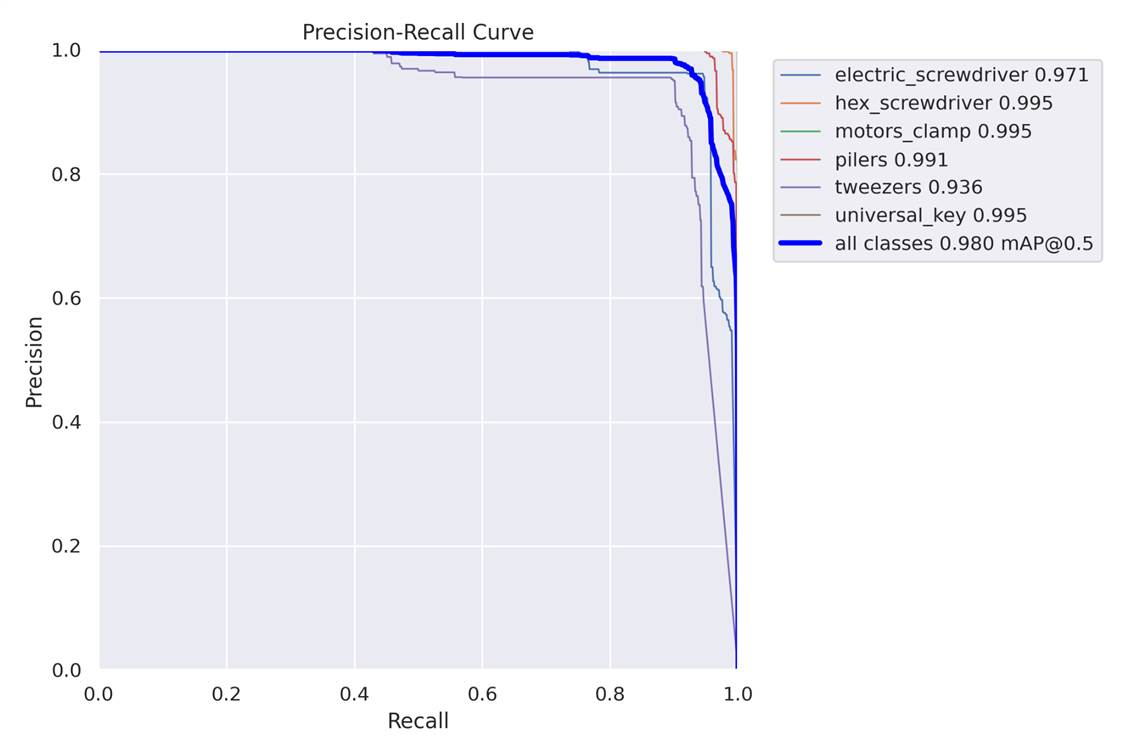 Precision-Recall Curve
1.0
0.8
0.6
0.4
0.2
0.0
Precision
0.0 0.2 0.4 0.6 0.8 1.0
Recall
electric_screwdriver 0.971
hex_screwdriver 0.995
motors_clamp 0.995
pilers 0.991
tweezers 0.936
universal_key 0.995
all classes 0.980 mAP@0.5